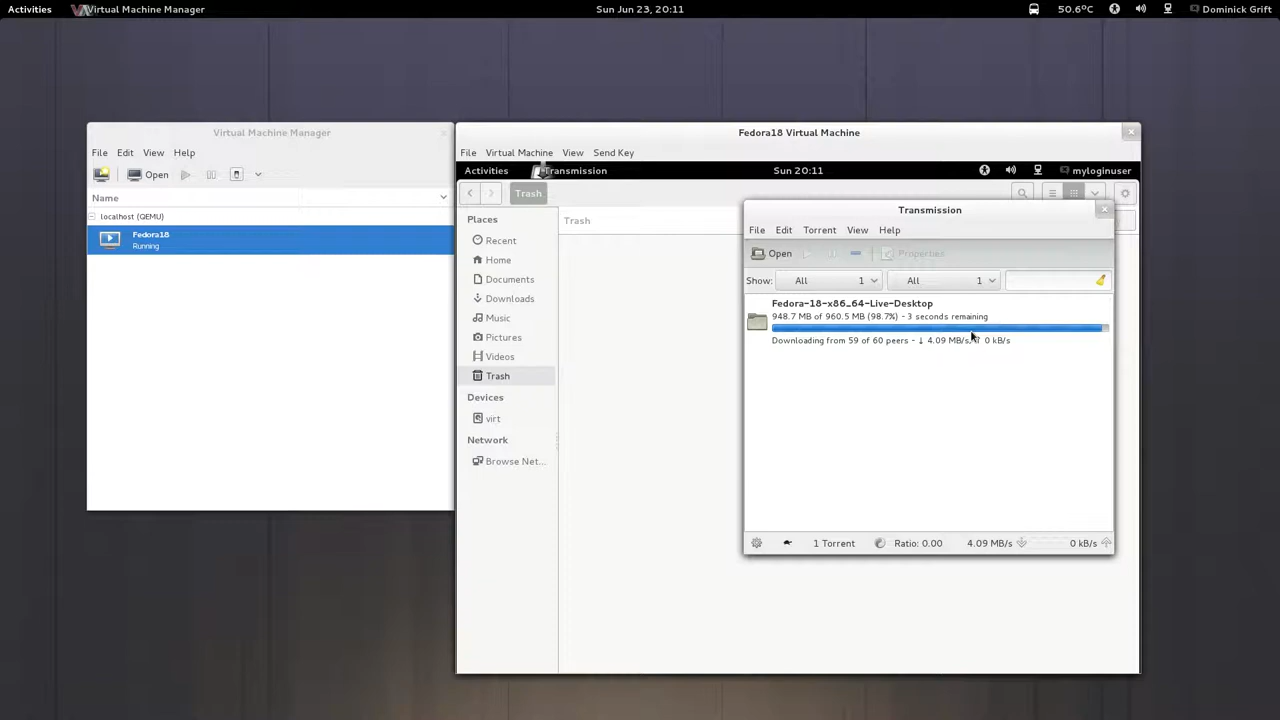 Activities Virtual Machine Manager Sun Jun 23, 20:11 50.6°C Dominick Grift
Virtual Machine Manager
File Edit View Help
Open
Name
localhost (QEMU)
Fedora18
Running
Fedora18 Virtual Machine
File Virtual Machine View Send Key
Activities Transmission Sun 20:11 myloginuser
Trash
Places
Recent
Home
Documents
Downloads
Music
Pictures
Videos
Trash
Devices
virt
Network
Browse Net...
Trash
Transmission
File Edit Torrent View Help
Open Properties
Show: All 1 All 1
Fedora-18-x86_64-Live-Desktop
948.7 MB of 960.5 MB (98.7%) - 3 seconds remaining
Downloading from 59 of 60 peers - ↓ 4.09 MB/s, ↑ 0 kB/s
1 Torrent Ratio: 0.00 4.09 MB/s 0 kB/s